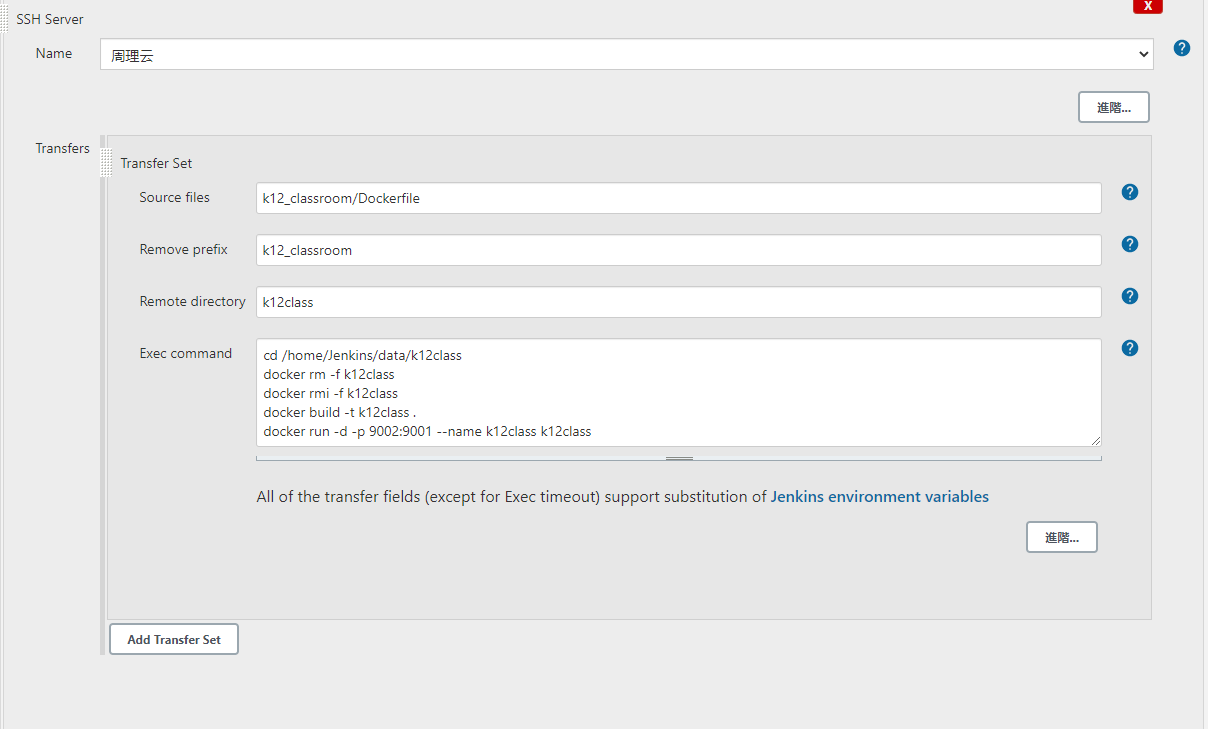 X
SSH Server
Name
周理云
?
進階...
Transfers
Transfer Set
Source files
k12_classroom/Dockerfile
?
Remove prefix
k12_classroom
?
Remote directory
k12class
?
Exec command
cd /home/Jenkins/data/k12class
docker rm -f k12class
docker rmi -f k12class
docker build -t k12class .
docker run -d -p 9002:9001 --name k12class k12class
?
All of the transfer fields (except for Exec timeout) support substitution of Jenkins environment variables
進階...
Add Transfer Set